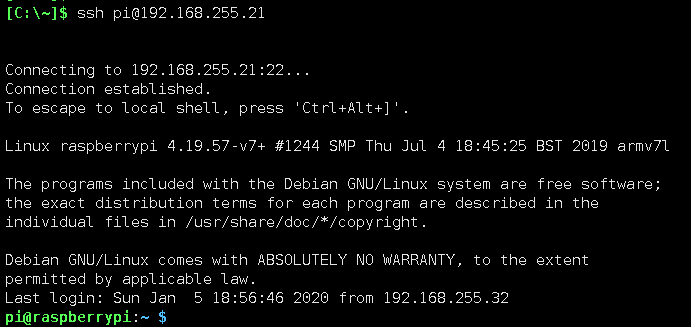 [C:\~]$ ssh pi@192.168.255.21
Connecting to 192.168.255.21:22...
Connection established.
To escape to local shell, press 'Ctrl+Alt+]'.
Linux raspberrypi 4.19.57-v7+ #1244 SMP Thu Jul 4 18:45:25 BST 2019 armv7l
The programs included with the Debian GNU/Linux system are free software;
the exact distribution terms for each program are described in the
individual files in /usr/share/doc/*/copyright.
Debian GNU/Linux comes with ABSOLUTELY NO WARRANTY, to the extent
permitted by applicable law.
Last login: Sun Jan  5 18:56:46 2020 from 192.168.255.32
pi@raspberrypi:~ $